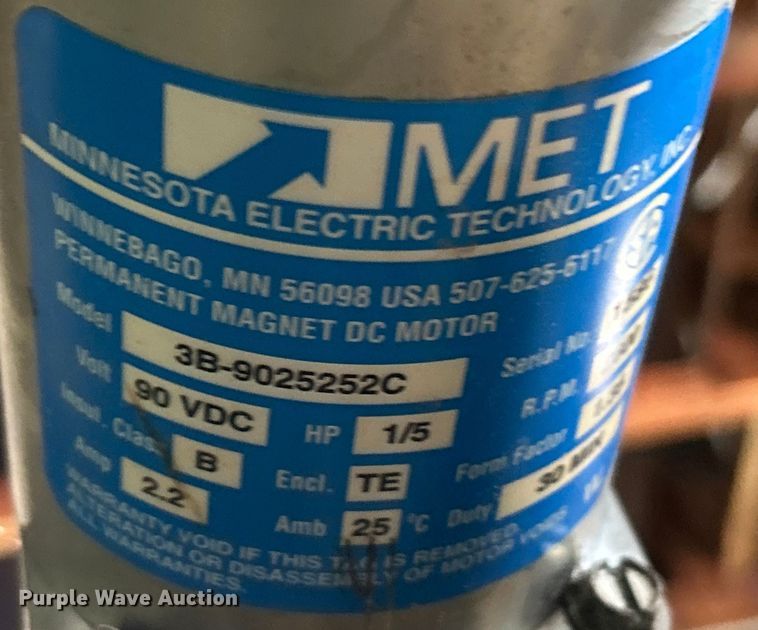 MET
MINNESOTA ELECTRIC TECHNOLOGY, INC.
WINNEBAGO, MN 56098 USA 507-625-6117
PERMANENT MAGNET DC MOTOR
Model 3B-9025252C Serial No.
Volt 90 VDC HP 1/5 R.P.M.
Insul. Class B Encl. TE Form Factor
Amp 2.2 Amb 25 °C Duty 30 MIN
WARRANTY VOID IF THIS TAG IS REMOVED.
ALTERATION OR DISASSEMBLY OF MOTOR VOIDS
ALL WARRANTIES.
Purple Wave Auction